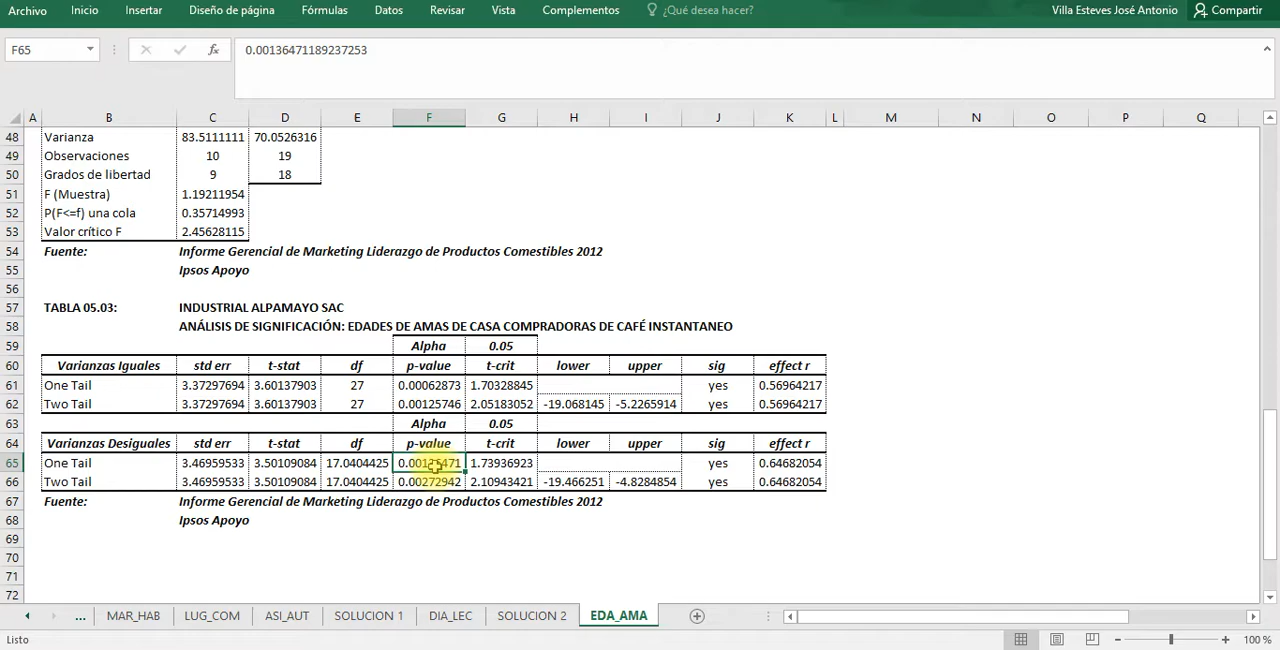 Archivo Inicio Insertar Diseño de página Fórmulas Datos Revisar Vista Complementos ¿Qué desea hacer? Villa Esteves José Antonio Compartir
F65 fx 0.00136471189237253
A B C D E F G H I J K L M N O P Q
48 Varianza 83.5111111 70.0526316
49 Observaciones 10 19
50 Grados de libertad 9 18
51 F (Muestra) 1.19211954
52 P(F<=f) una cola 0.35714993
53 Valor crítico F 2.45628115
54 Fuente: Informe Gerencial de Marketing Liderazgo de Productos Comestibles 2012
55 Ipsos Apoyo
56
57 TABLA 05.03: INDUSTRIAL ALPAMAYO SAC
58 ANÁLISIS DE SIGNIFICACIÓN: EDADES DE AMAS DE CASA COMPRADORAS DE CAFÉ INSTANTANEO
59 Alpha 0.05
60 Varianzas Iguales std err t-stat df p-value t-crit lower upper sig effect r
61 One Tail 3.37297694 3.60137903 27 0.00062873 1.70328845 yes 0.56964217
62 Two Tail 3.37297694 3.60137903 27 0.00125746 2.05183052 -19.068145 -5.2265914 yes 0.56964217
63 Alpha 0.05
64 Varianzas Desiguales std err t-stat df p-value t-crit lower upper sig effect r
65 One Tail 3.46959533 3.50109084 17.0404425 0.00136471 1.73936923 yes 0.64682054
66 Two Tail 3.46959533 3.50109084 17.0404425 0.00272942 2.10943421 -19.466251 -4.8284854 yes 0.64682054
67 Fuente: Informe Gerencial de Marketing Liderazgo de Productos Comestibles 2012
68 Ipsos Apoyo
69
70
71
72
... MAR_HAB LUG_COM ASI_AUT SOLUCION 1 DIA_LEC SOLUCION 2 EDA_AMA
Listo 100 %